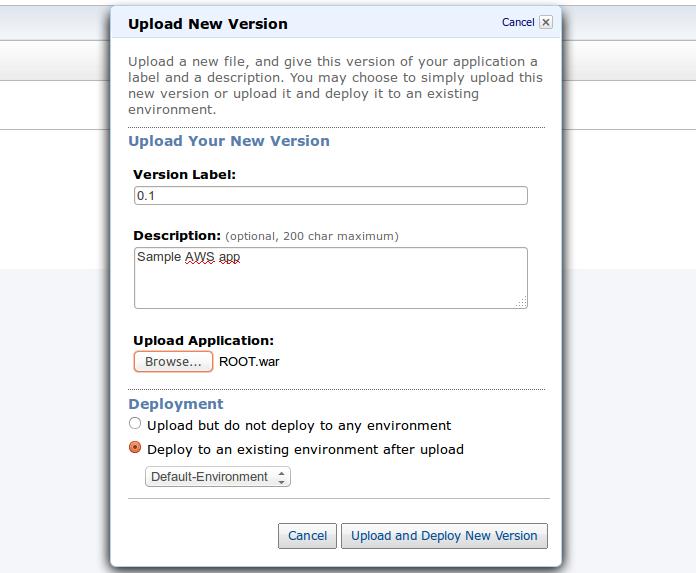 Upload New Version
Cancel
Upload a new file, and give this version of your application a
label and a description. You may choose to simply upload this
new version or upload it and deploy it to an existing
environment.
Upload Your New Version
Version Label:
0.1
Description: (optional, 200 char maximum)
Sample AWS app
Upload Application:
Browse... ROOT.war
Deployment
Upload but do not deploy to any environment
Deploy to an existing environment after upload
Default-Environment
Cancel Upload and Deploy New Version